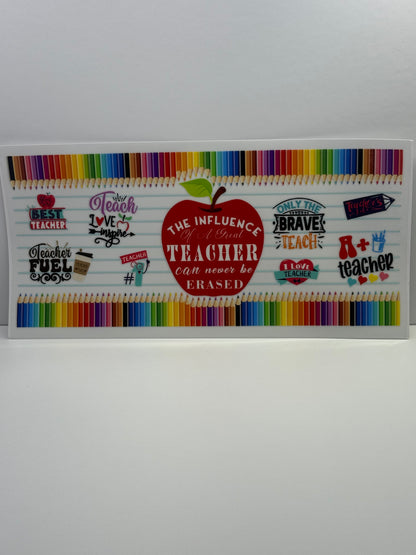 BEST
TEACHER
Teach
LOVE
inspire
Teacher
FUEL
TEACHER
#1
THE INFLUENCE
Of A Great
TEACHER
can never be
ERASED
ONLY THE
BRAVE
TEACH
I Love
TEACHER
A+
teacher